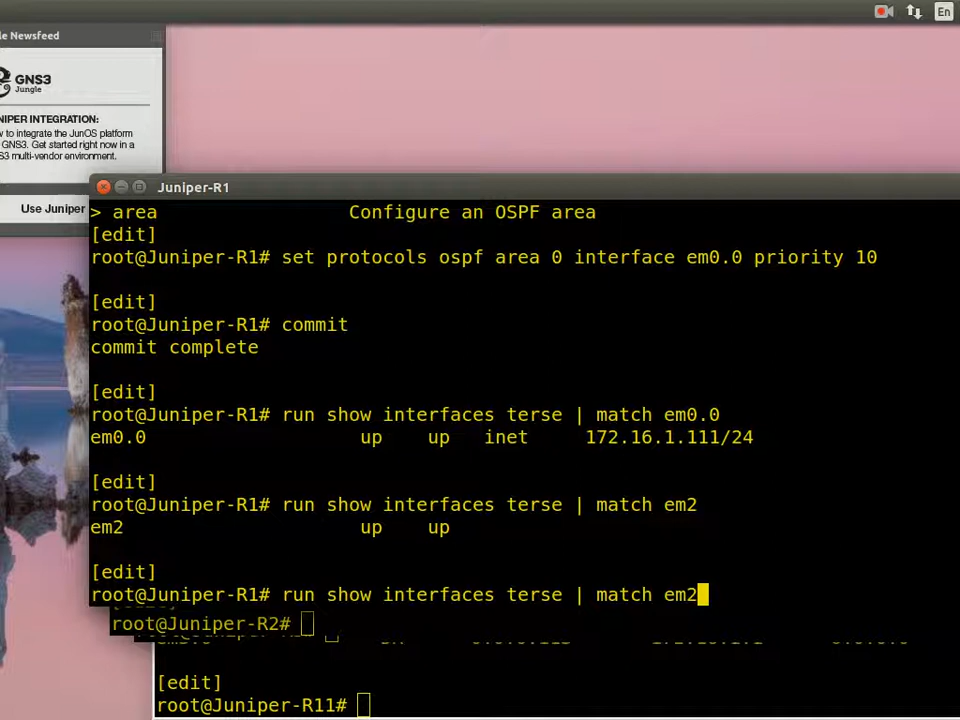 En
le Newsfeed
GNS3
Jungle
NIPER INTEGRATION:
w to integrate the JunOS platform
GNS3. Get started right now in a
S3 multi-vendor environment.
Use Juniper
Juniper-R1
> area Configure an OSPF area
[edit]
root@Juniper-R1# set protocols ospf area 0 interface em0.0 priority 10
[edit]
root@Juniper-R1# commit
commit complete
[edit]
root@Juniper-R1# run show interfaces terse | match em0.0
em0.0 up up inet 172.16.1.111/24
[edit]
root@Juniper-R1# run show interfaces terse | match em2
em2 up up
[edit]
root@Juniper-R1# run show interfaces terse | match em2
root@Juniper-R2#
[edit]
root@Juniper-R11#